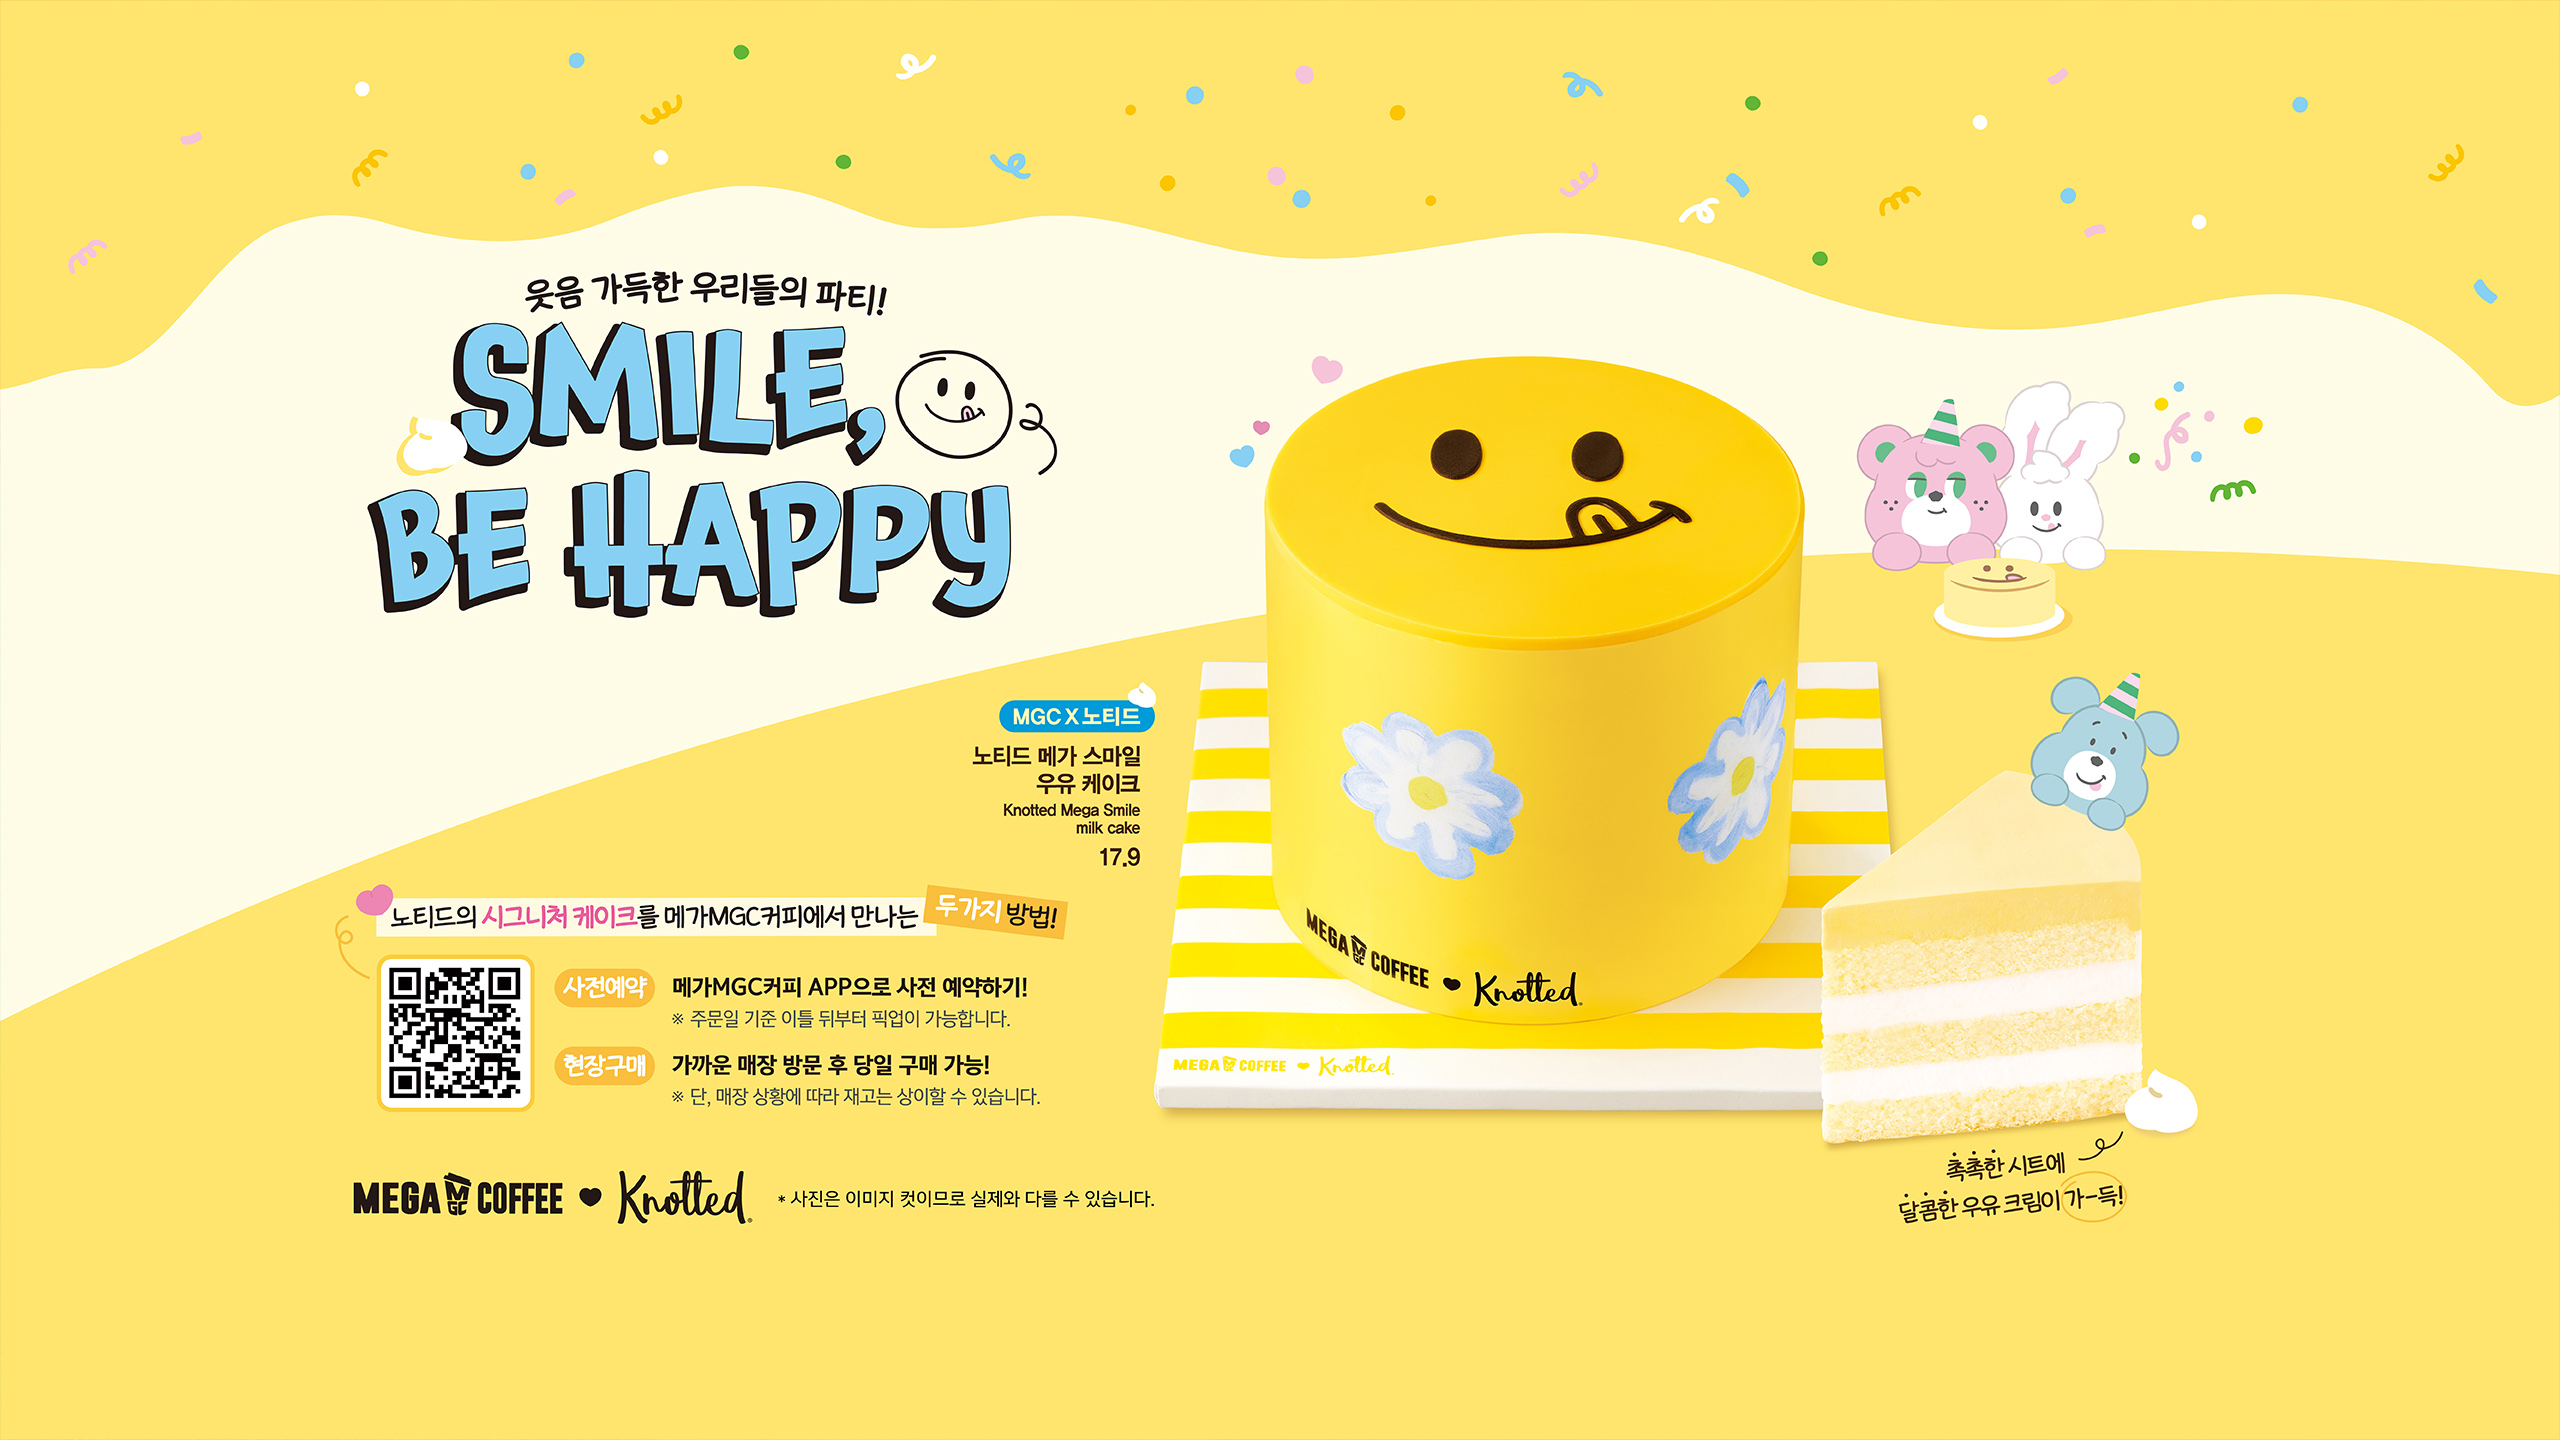 웃음 가득한 우리들의 파티!
SMILE,
BE HAPPY
MGC X 노티드
노티드 메가 스마일
우유 케이크
Knotted Mega Smile
milk cake
17.9
노티드의 시그니처 케이크를 메가MGC커피에서 만나는 두가지 방법!
사전예약 메가MGC커피 APP으로 사전 예약하기!
※ 주문일 기준 이틀 뒤부터 픽업이 가능합니다.
현장구매 가까운 매장 방문 후 당일 구매 가능!
※ 단, 매장 상황에 따라 재고는 상이할 수 있습니다.
MEGA MGC COFFEE Knotted
* 사진은 이미지 컷이므로 실제와 다를 수 있습니다.
MEGA MGC COFFEE Knotted
MEGA MGC COFFEE Knotted
촉촉한 시트에
달콤한 우유 크림이 가-득!